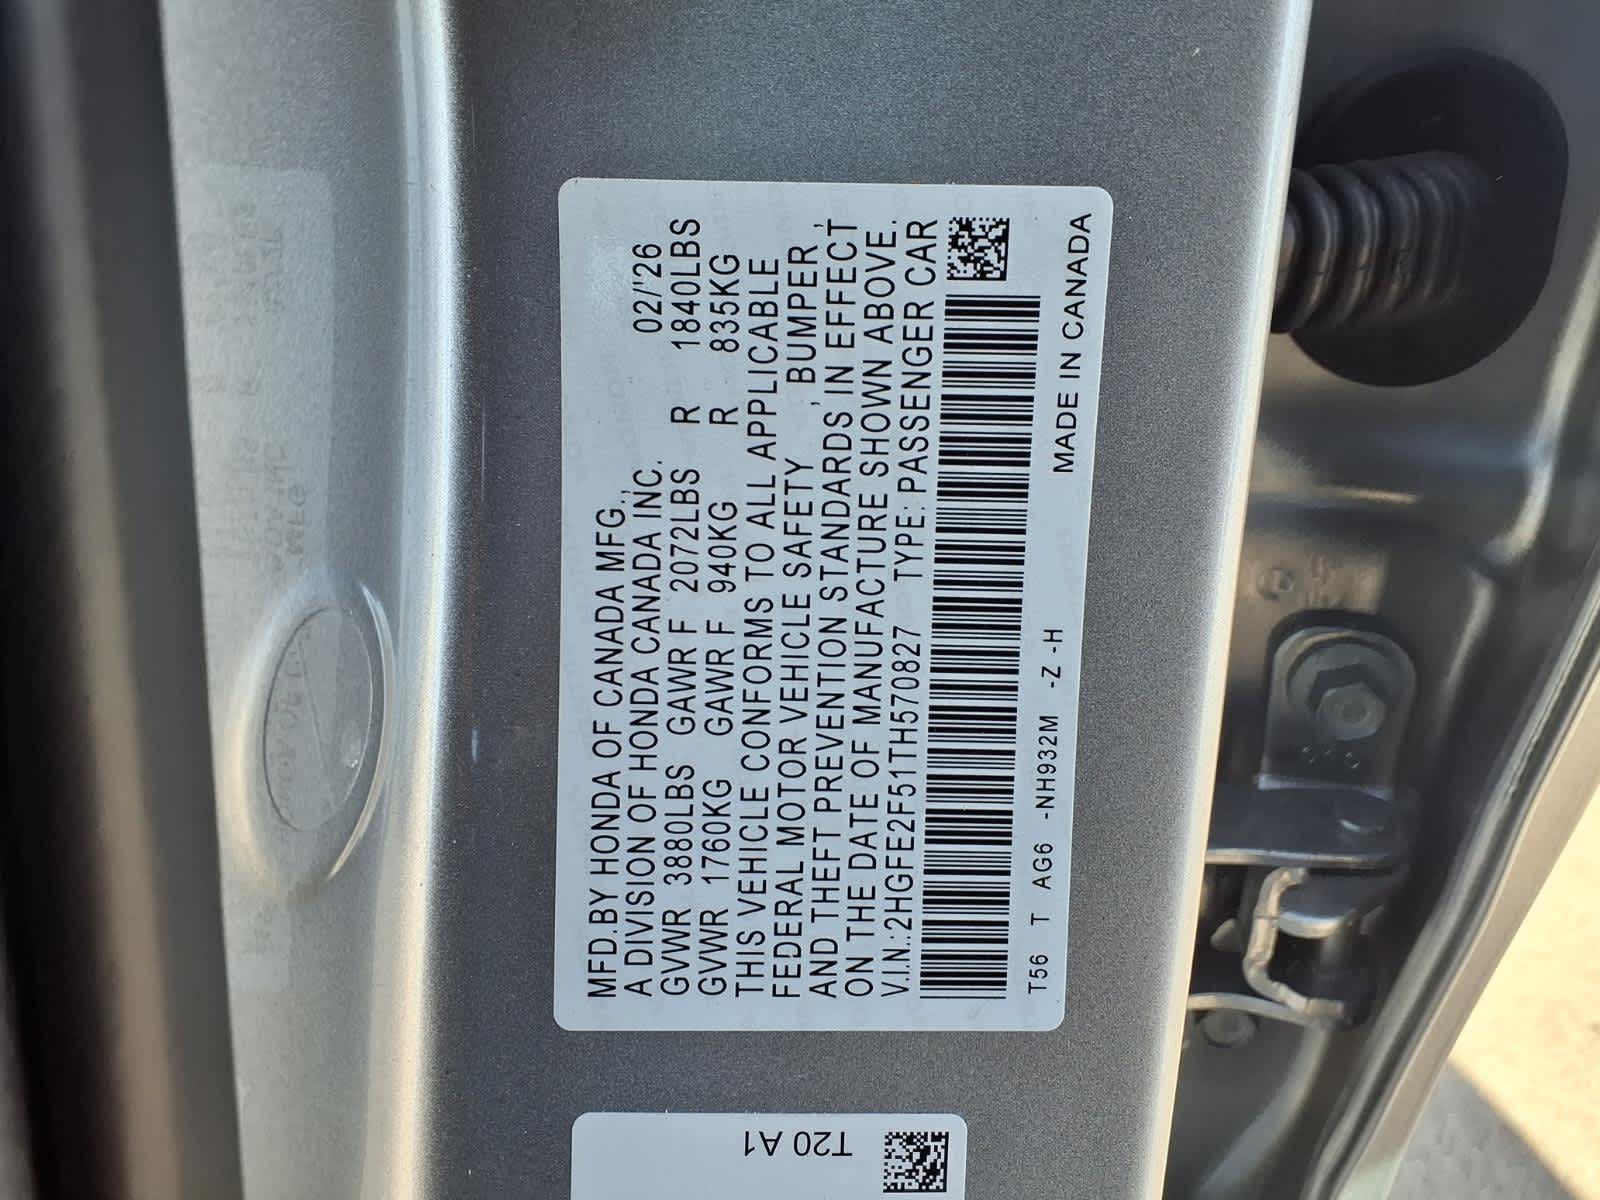 MFD.BY HONDA OF CANADA MFG.,
A DIVISION OF HONDA CANADA INC. 02/'26
GVWR 3880LBS GAWR F 2072LBS R 1840LBS
GVWR 1760KG GAWR F 940KG R 835KG
THIS VEHICLE CONFORMS TO ALL APPLICABLE
FEDERAL MOTOR VEHICLE SAFETY , BUMPER ,
AND THEFT PREVENTION STANDARDS IN EFFECT
ON THE DATE OF MANUFACTURE SHOWN ABOVE.
V.I.N.:2HGFE2F51TH570827 TYPE: PASSENGER CAR
T56 T AG6 -NH932M -Z -H MADE IN CANADA
T20 A1